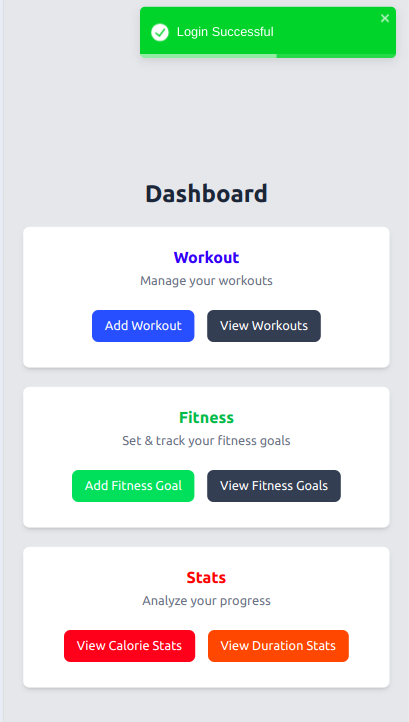 Login Successful
Dashboard
Workout
Manage your workouts
Add Workout View Workouts
Fitness
Set & track your fitness goals
Add Fitness Goal View Fitness Goals
Stats
Analyze your progress
View Calorie Stats View Duration Stats